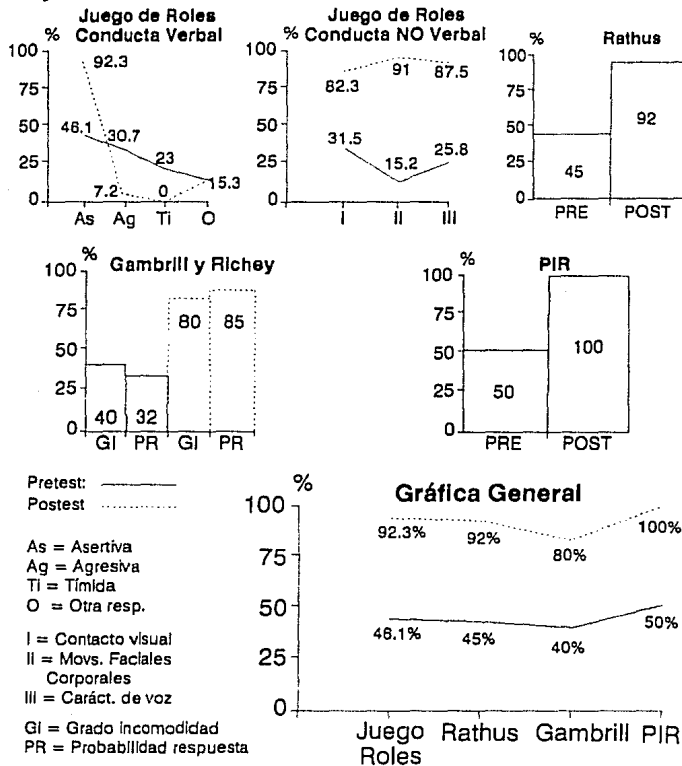 Juego de Roles
Conducta Verbal
%
100
75
50
25
0
92.3
46.1
30.7
23
7.2
0
15.3
As Ag Ti O
Juego de Roles
Conducta NO Verbal
%
100
75
50
25
0
82.3
91
87.5
31.5
15.2
25.8
I II III
Rathus
%
100
75
50
25
0
45
92
PRE POST
Gambrill y Richey
%
100
75
50
25
0
40
32
80
85
GI PR GI PR
PIR
%
100
75
50
25
0
50
100
PRE POST
Pretest:
Postest
As = Asertiva
Ag = Agresiva
Ti = Tímida
O = Otra resp.
I = Contacto visual
II = Movs. Faciales
Corporales
III = Caráct. de voz
GI = Grado incomodidad
PR = Probabilidad respuesta
Gráfica General
%
100
75
50
25
0
92.3%
92%
80%
100%
46.1%
45%
40%
50%
Juego
Roles
Rathus
Gambrill
PIR